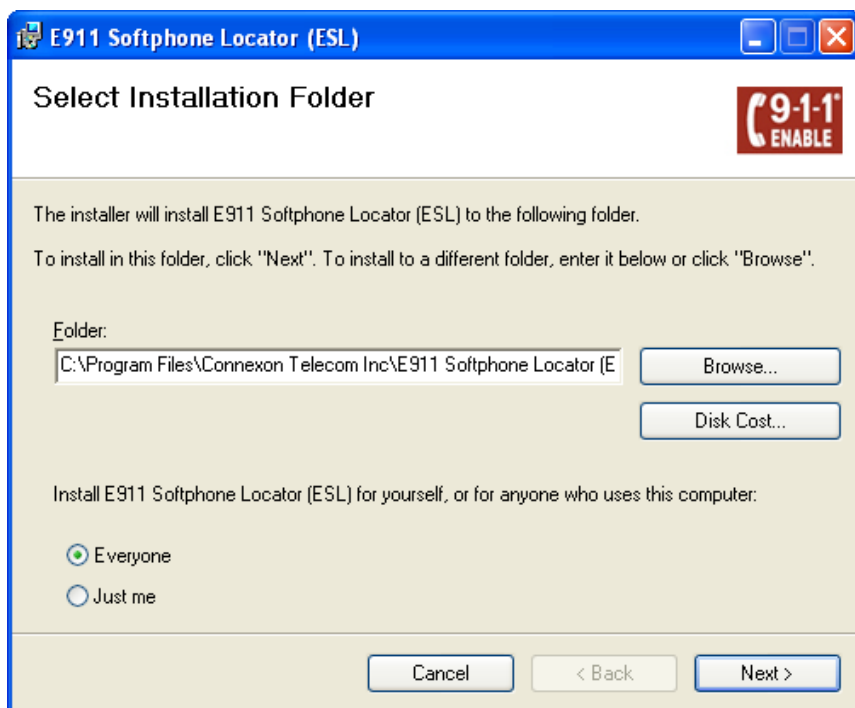 E911 Softphone Locator (ESL)
Select Installation Folder
9-1-1
ENABLE
The installer will install E911 Softphone Locator (ESL) to the following folder.
To install in this folder, click "Next". To install to a different folder, enter it below or click "Browse".
Folder:
C:\Program Files\Connexon Telecom Inc\E911 Softphone Locator (E
Browse...
Disk Cost...
Install E911 Softphone Locator (ESL) for yourself, or for anyone who uses this computer:
Everyone
Just me
Cancel
< Back
Next >